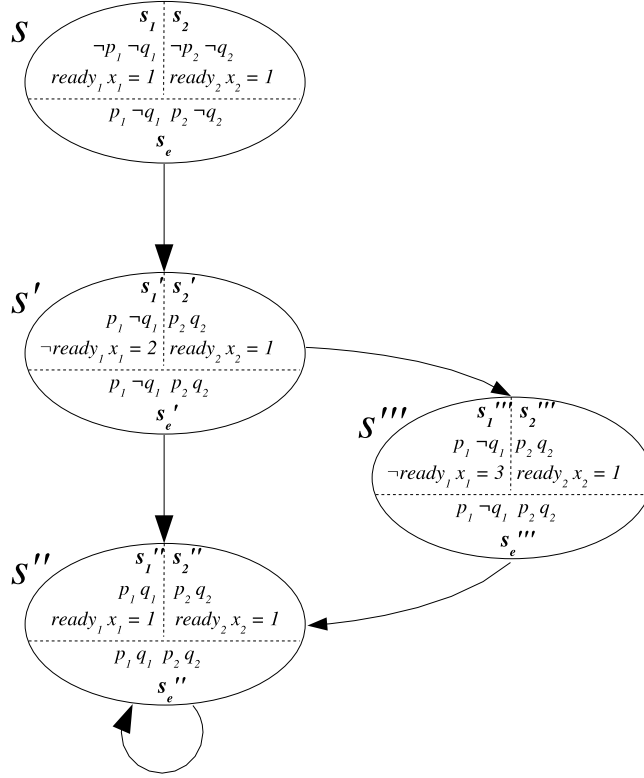 S
s₁ s₂
¬p₁ ¬q₁ ¬p₂ ¬q₂
ready₁ x₁ = 1 ready₂ x₂ = 1
p₁ ¬q₁ p₂ ¬q₂
sₑ
S'
s₁' s₂'
p₁ ¬q₁ p₂ q₂
¬ready₁ x₁ = 2 ready₂ x₂ = 1
p₁ ¬q₁ p₂ q₂
sₑ'
S'''
s₁''' s₂'''
p₁ ¬q₁ p₂ q₂
¬ready₁ x₁ = 3 ready₂ x₂ = 1
p₁ ¬q₁ p₂ q₂
sₑ'''
S''
s₁'' s₂''
p₁ q₁ p₂ q₂
ready₁ x₁ = 1 ready₂ x₂ = 1
p₁ q₁ p₂ q₂
sₑ''